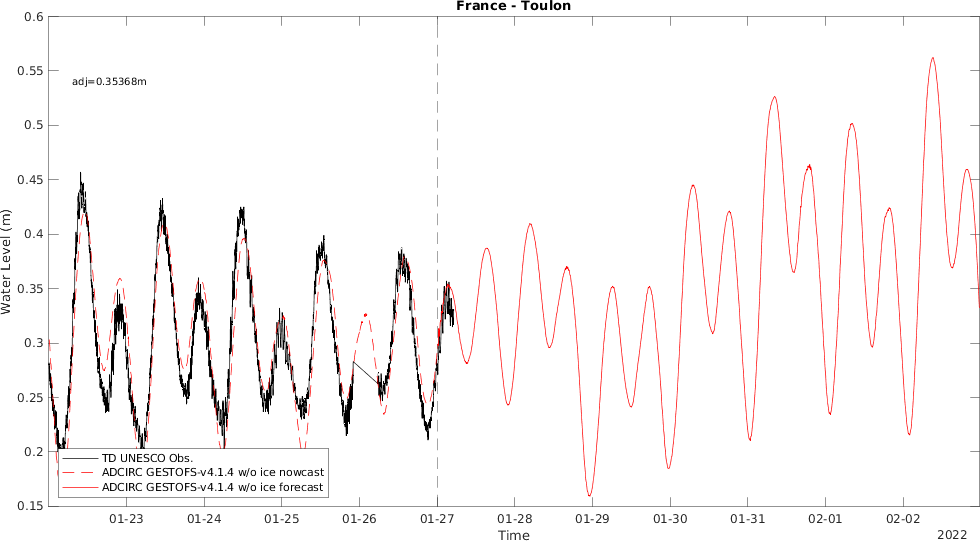 France - Toulon
adj=0.35368m
0.6
0.55
0.5
0.45
0.4
0.35
0.3
0.25
0.2
0.15
Water Level (m)
TD UNESCO Obs.
ADCIRC GESTOFS-v4.1.4 w/o ice nowcast
ADCIRC GESTOFS-v4.1.4 w/o ice forecast
01-23 01-24 01-25 01-26 01-27 01-28 01-29 01-30 01-31 02-01 02-02
Time
2022